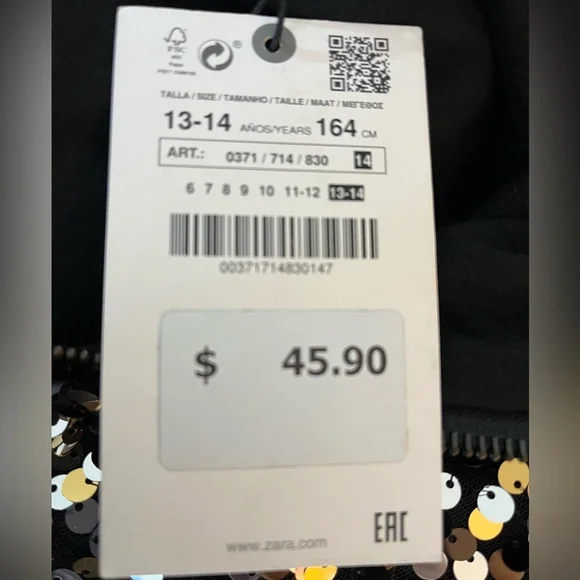 FSC
TALLA / SIZE / TAMANHO / TAILLE / MAAT / ΜΕΓΕΘΟΣ
13-14 AÑOS/YEARS 164 CM
ART.: 0371 / 714 / 830 14
6 7 8 9 10 11-12 13-14
00371714830147
$ 45.90
EAC
www.zara.com